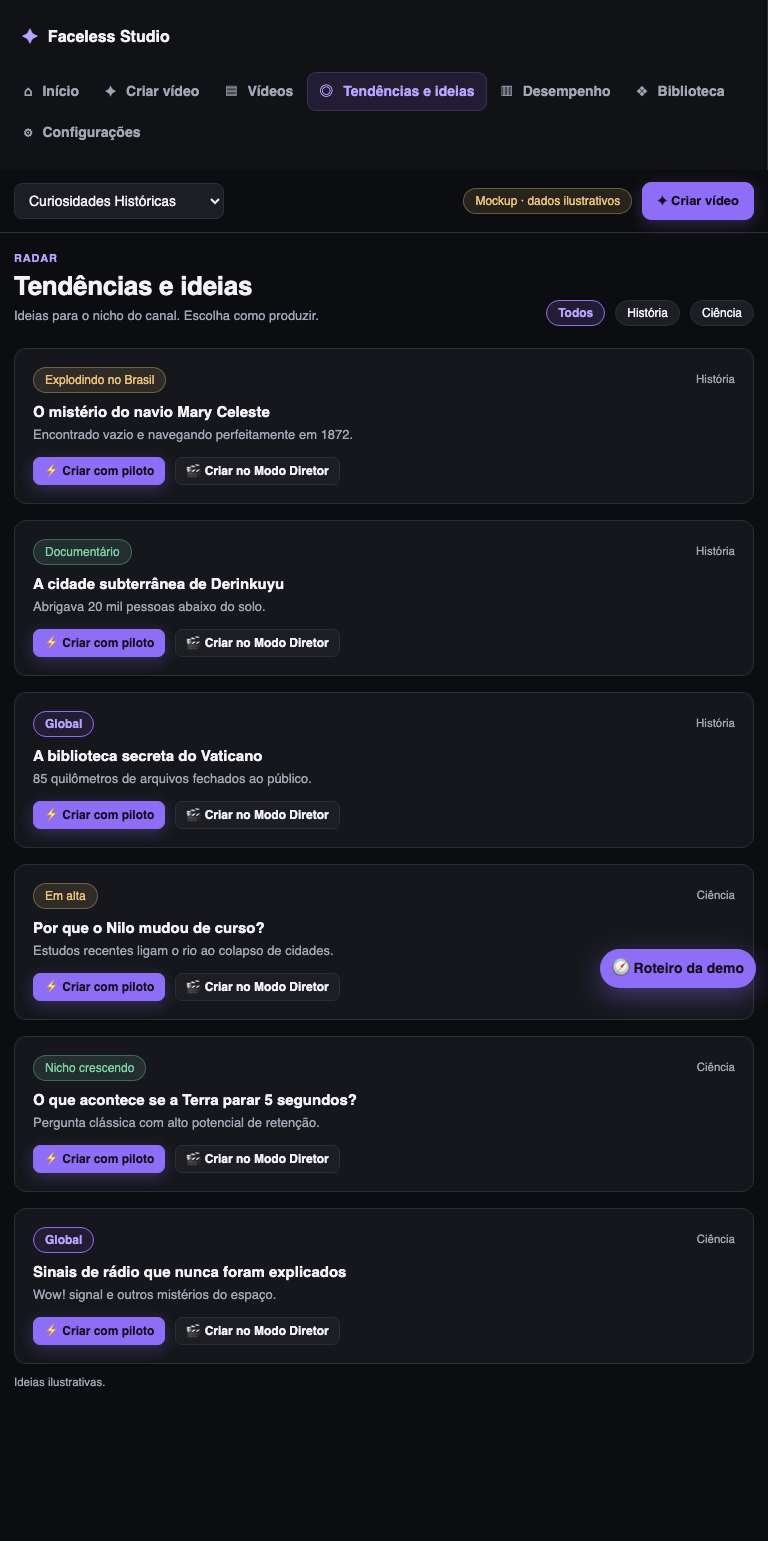 Faceless Studio
Início
Criar vídeo
Vídeos
Tendências e ideias
Desempenho
Biblioteca
Configurações
Curiosidades Históricas
Mockup · dados ilustrativos
✦ Criar vídeo
RADAR
Tendências e ideias
Ideias para o nicho do canal. Escolha como produzir.
Todos
História
Ciência
Explodindo no Brasil
História
O mistério do navio Mary Celeste
Encontrado vazio e navegando perfeitamente em 1872.
⚡ Criar com piloto
🎬 Criar no Modo Diretor
Documentário
História
A cidade subterrânea de Derinkuyu
Abrigava 20 mil pessoas abaixo do solo.
⚡ Criar com piloto
🎬 Criar no Modo Diretor
Global
História
A biblioteca secreta do Vaticano
85 quilômetros de arquivos fechados ao público.
⚡ Criar com piloto
🎬 Criar no Modo Diretor
Em alta
Ciência
Por que o Nilo mudou de curso?
Estudos recentes ligam o rio ao colapso de cidades.
⚡ Criar com piloto
🎬 Criar no Modo Diretor
🧭 Roteiro da demo
Nicho crescendo
Ciência
O que acontece se a Terra parar 5 segundos?
Pergunta clássica com alto potencial de retenção.
⚡ Criar com piloto
🎬 Criar no Modo Diretor
Global
Ciência
Sinais de rádio que nunca foram explicados
Wow! signal e outros mistérios do espaço.
⚡ Criar com piloto
🎬 Criar no Modo Diretor
Ideias ilustrativas.